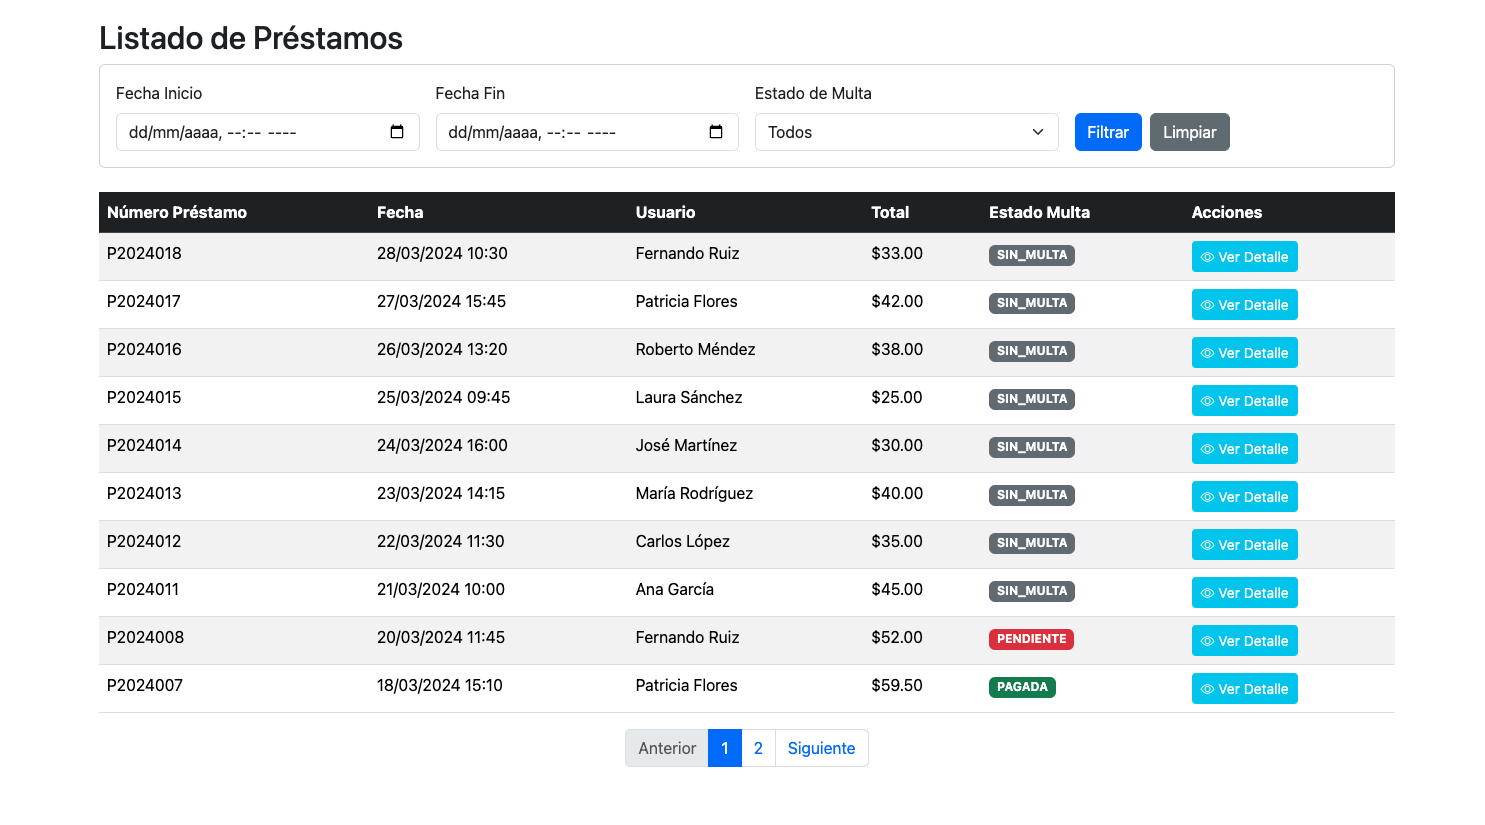 Listado de Préstamos
Fecha Inicio Fecha Fin Estado de Multa
dd/mm/aaaa, --:-- ---- dd/mm/aaaa, --:-- ---- Todos Filtrar Limpiar
Número Préstamo Fecha Usuario Total Estado Multa Acciones
P2024018 28/03/2024 10:30 Fernando Ruiz $33.00 SIN_MULTA Ver Detalle
P2024017 27/03/2024 15:45 Patricia Flores $42.00 SIN_MULTA Ver Detalle
P2024016 26/03/2024 13:20 Roberto Méndez $38.00 SIN_MULTA Ver Detalle
P2024015 25/03/2024 09:45 Laura Sánchez $25.00 SIN_MULTA Ver Detalle
P2024014 24/03/2024 16:00 José Martínez $30.00 SIN_MULTA Ver Detalle
P2024013 23/03/2024 14:15 María Rodríguez $40.00 SIN_MULTA Ver Detalle
P2024012 22/03/2024 11:30 Carlos López $35.00 SIN_MULTA Ver Detalle
P2024011 21/03/2024 10:00 Ana García $45.00 SIN_MULTA Ver Detalle
P2024008 20/03/2024 11:45 Fernando Ruiz $52.00 PENDIENTE Ver Detalle
P2024007 18/03/2024 15:10 Patricia Flores $59.50 PAGADA Ver Detalle
Anterior 1 2 Siguiente